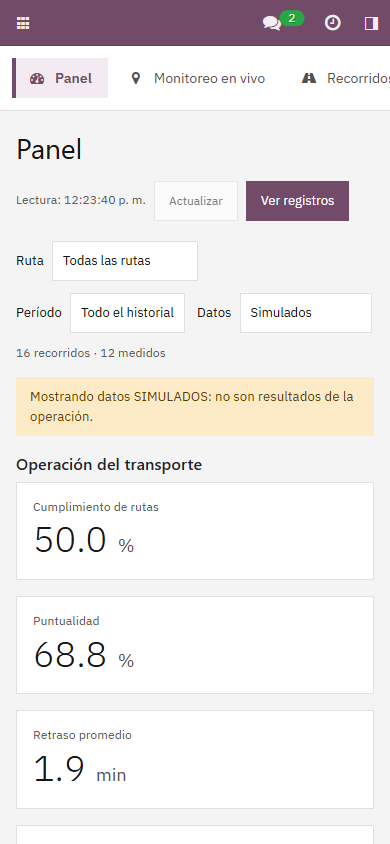 2
Panel
Monitoreo en vivo
Recorridos
Panel
Lectura: 12:23:40 p. m.
Actualizar
Ver registros
Ruta
Todas las rutas
Período
Todo el historial
Datos
Simulados
16 recorridos · 12 medidos
Mostrando datos SIMULADOS: no son resultados de la
operación.
Operación del transporte
Cumplimiento de rutas
50.0 %
Puntualidad
68.8 %
Retraso promedio
1.9 min